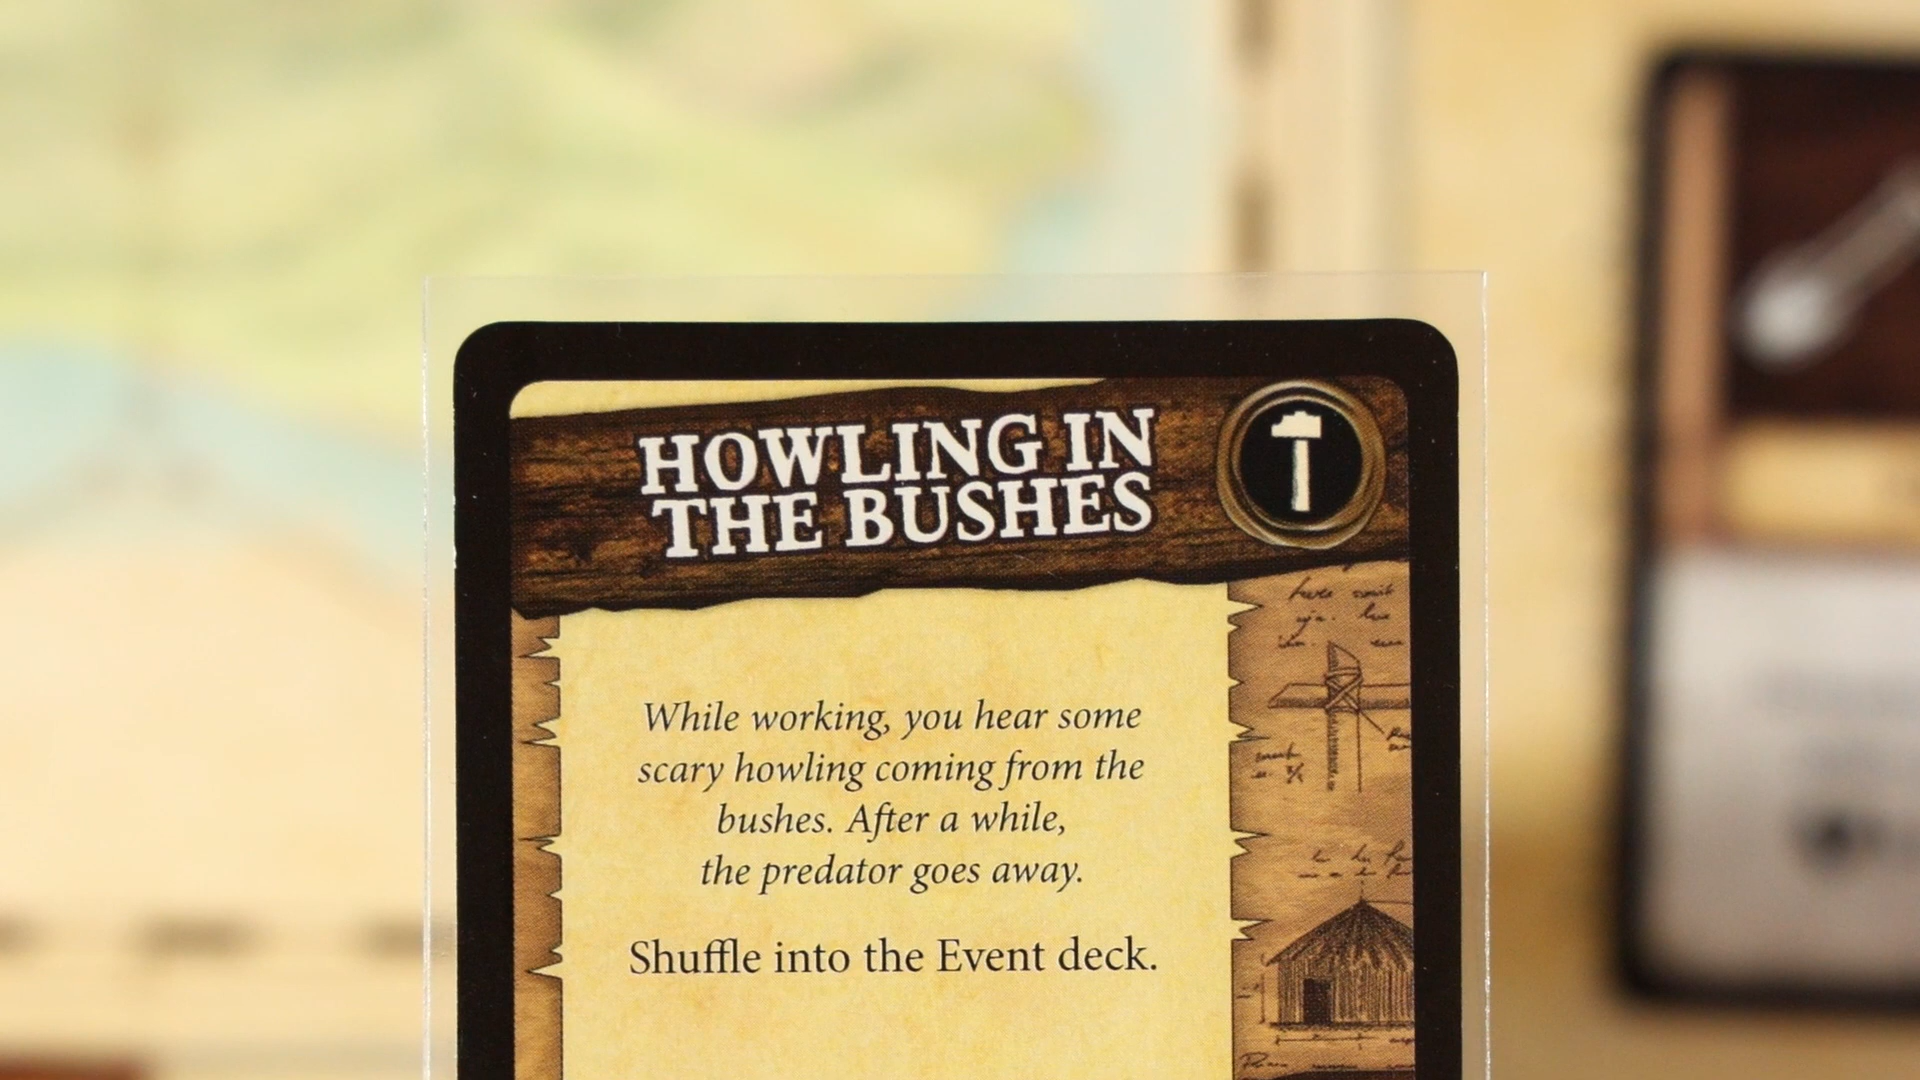 HOWLING IN
THE BUSHES
While working, you hear some
scary howling coming from the
bushes. After a while,
the predator goes away.
Shuffle into the Event deck.